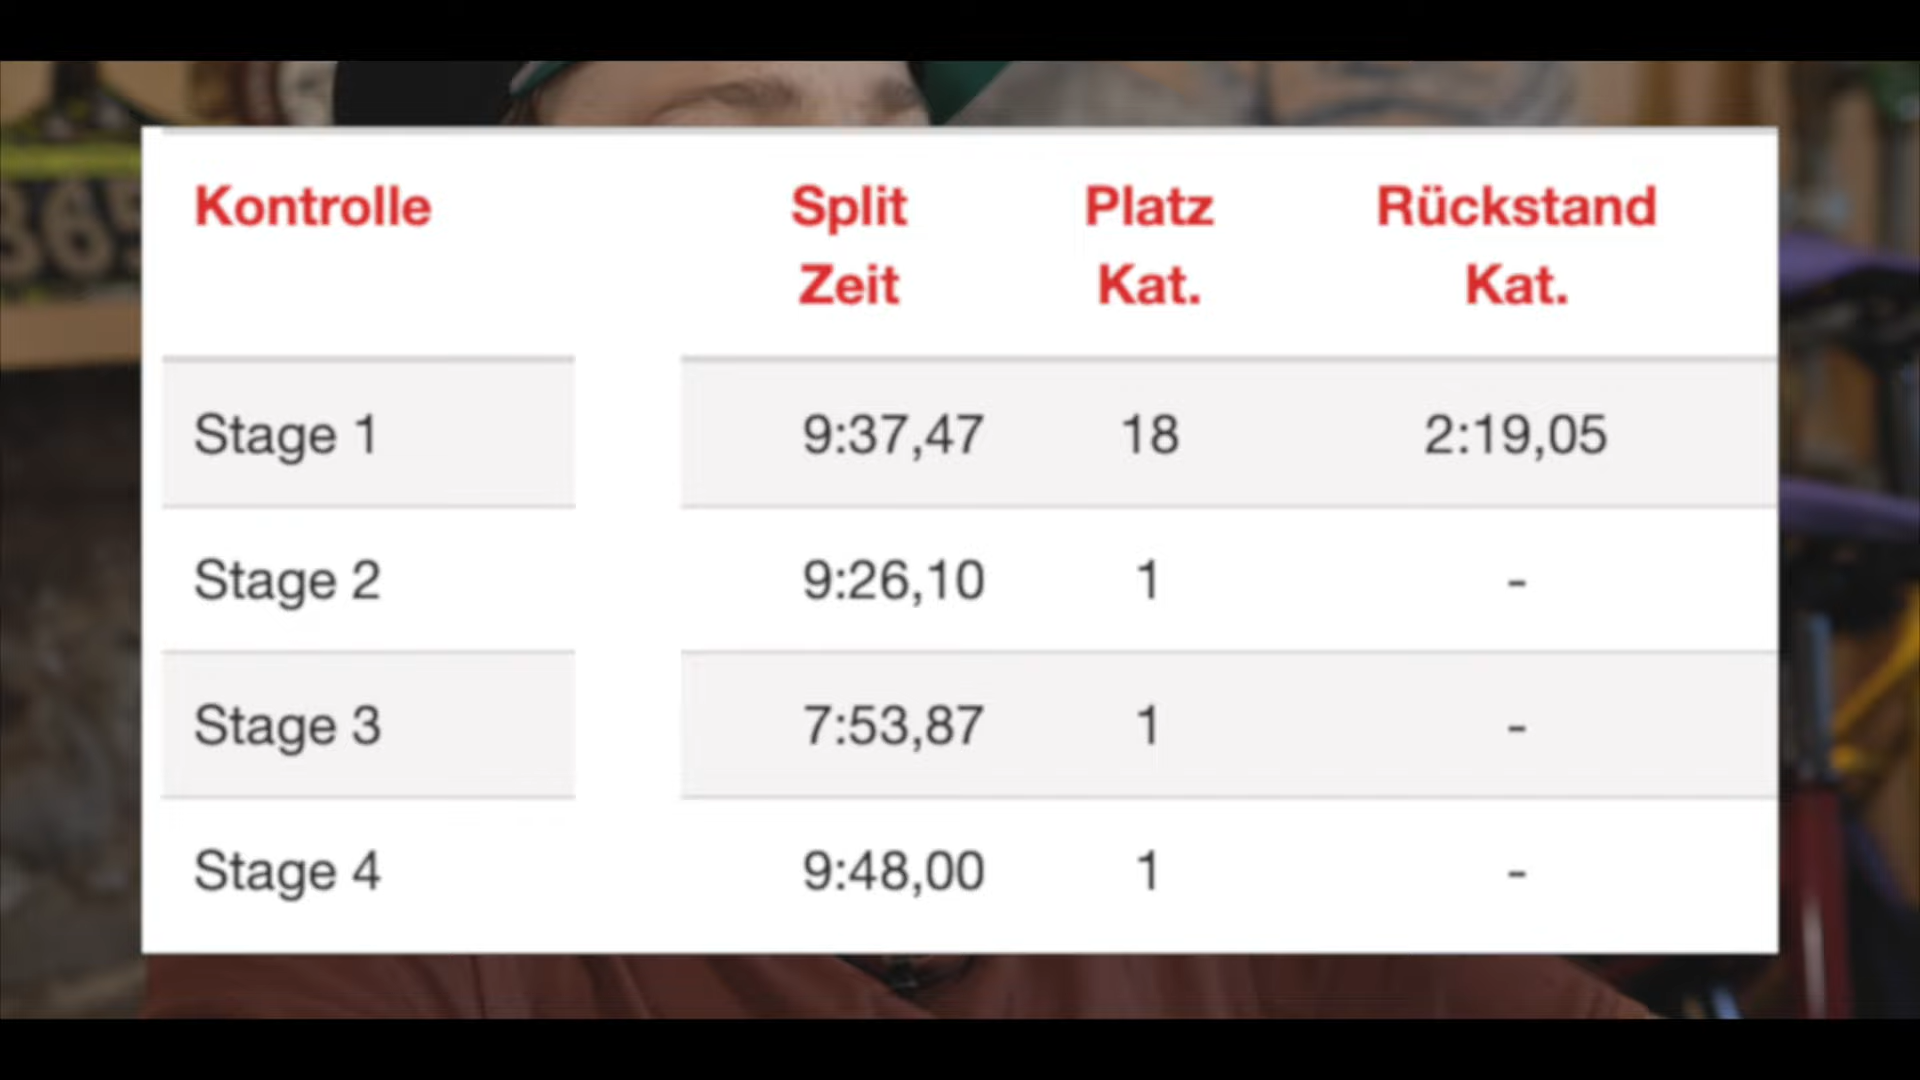 Kontrolle Split Platz Rückstand
Zeit Kat. Kat.
Stage 1 9:37,47 18 2:19,05
Stage 2 9:26,10 1 -
Stage 3 7:53,87 1 -
Stage 4 9:48,00 1 -
365